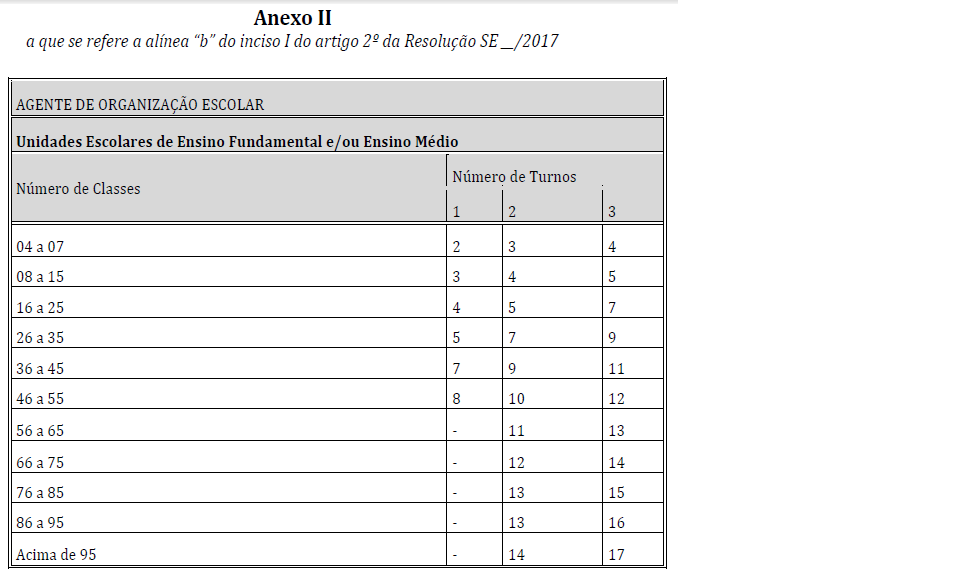 Anexo II
a que se refere a alínea “b” do inciso I do artigo 2º da Resolução SE __/2017
AGENTE DE ORGANIZAÇÃO ESCOLAR
Unidades Escolares de Ensino Fundamental e/ou Ensino Médio
Número de Classes
Número de Turnos
1 2 3
04 a 07 2 3 4
08 a 15 3 4 5
16 a 25 4 5 7
26 a 35 5 7 9
36 a 45 7 9 11
46 a 55 8 10 12
56 a 65 - 11 13
66 a 75 - 12 14
76 a 85 - 13 15
86 a 95 - 13 16
Acima de 95 - 14 17